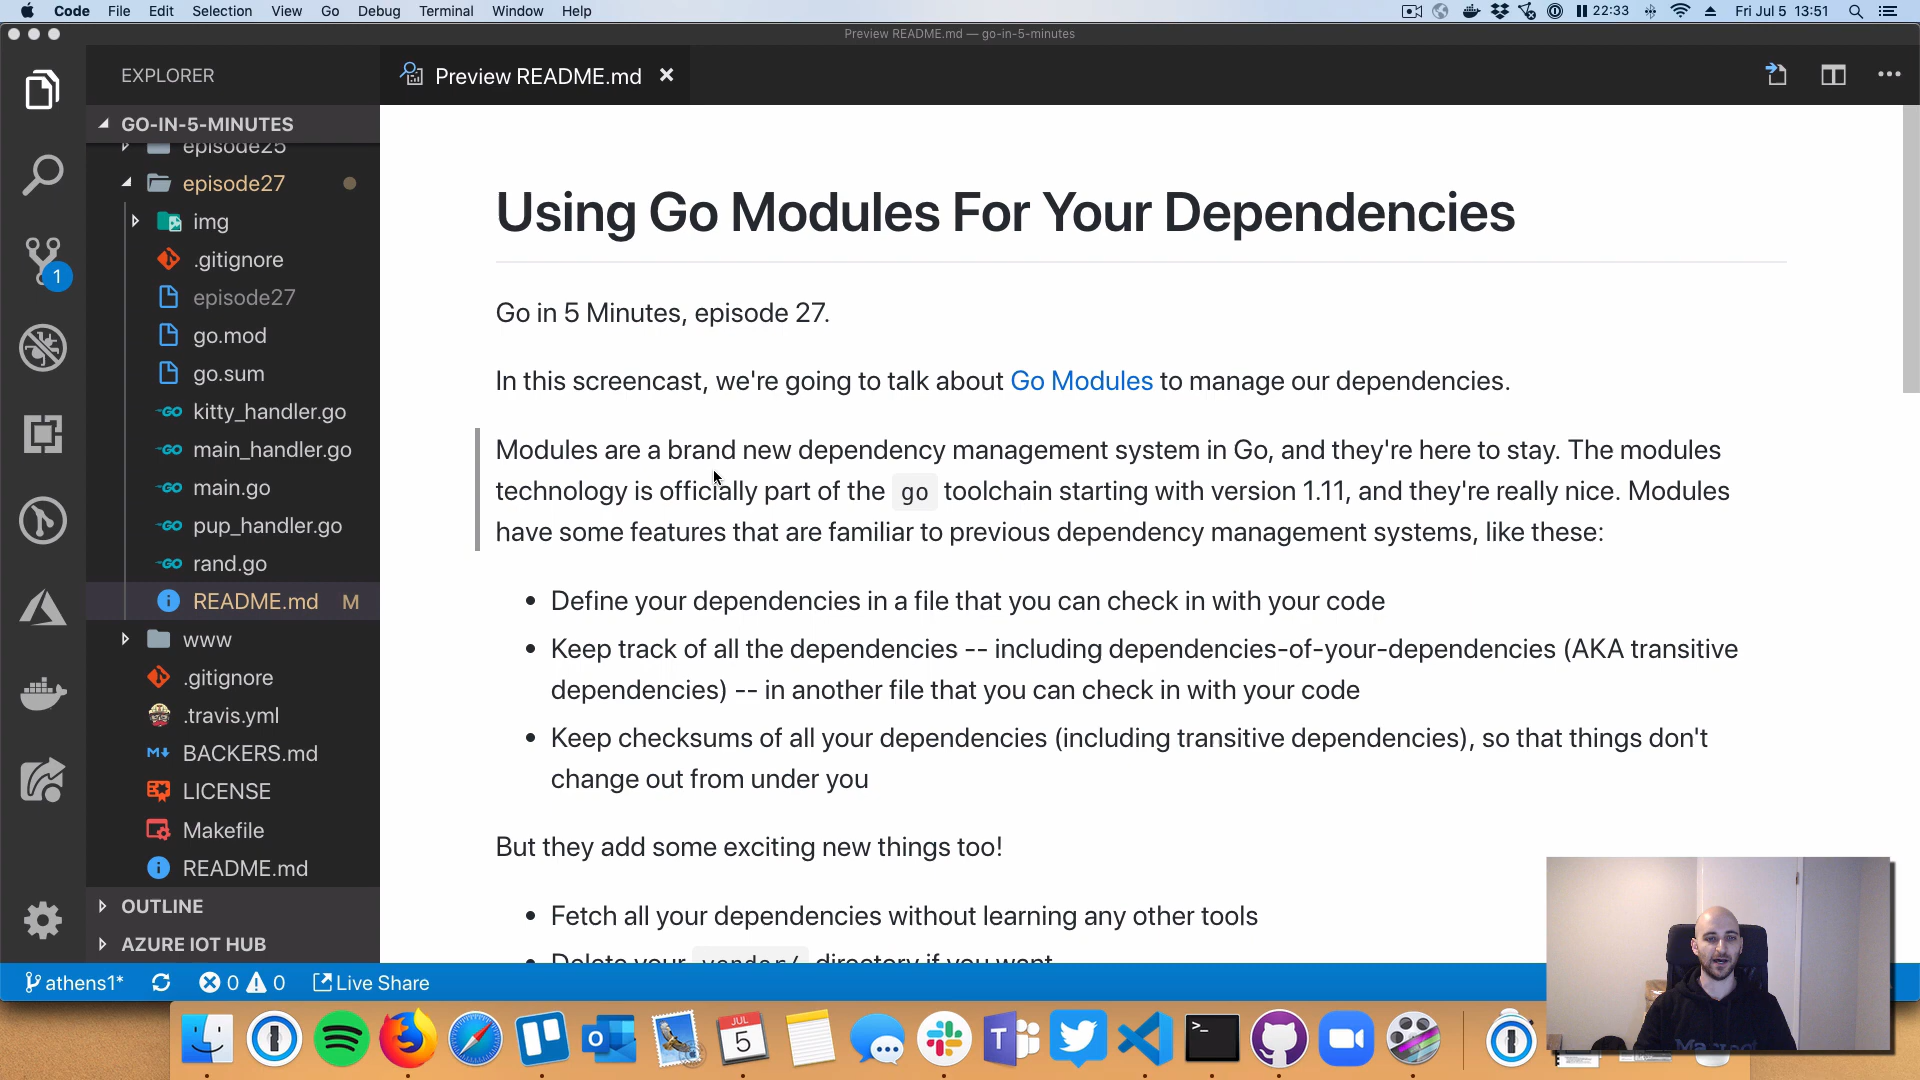 Code File Edit Selection View Go Debug Terminal Window Help
22:33 Fri Jul 5 13:51
Preview README.md — go-in-5-minutes
EXPLORER
Preview README.md
GO-IN-5-MINUTES
episode25
episode27
img
.gitignore
episode27
go.mod
go.sum
kitty_handler.go
main_handler.go
main.go
pup_handler.go
rand.go
README.md M
www
.gitignore
.travis.yml
BACKERS.md
LICENSE
Makefile
README.md
OUTLINE
AZURE IOT HUB
1
Using Go Modules For Your Dependencies
Go in 5 Minutes, episode 27.
In this screencast, we're going to talk about Go Modules to manage our dependencies.
Modules are a brand new dependency management system in Go, and they're here to stay. The modules
technology is officially part of the go toolchain starting with version 1.11, and they're really nice. Modules
have some features that are familiar to previous dependency management systems, like these:
• Define your dependencies in a file that you can check in with your code
• Keep track of all the dependencies -- including dependencies-of-your-dependencies (AKA transitive
dependencies) -- in another file that you can check in with your code
• Keep checksums of all your dependencies (including transitive dependencies), so that things don't
change out from under you
But they add some exciting new things too!
• Fetch all your dependencies without learning any other tools
• Delete your vendor/ directory if you want
athens1* 0 0 Live Share
JUL
5